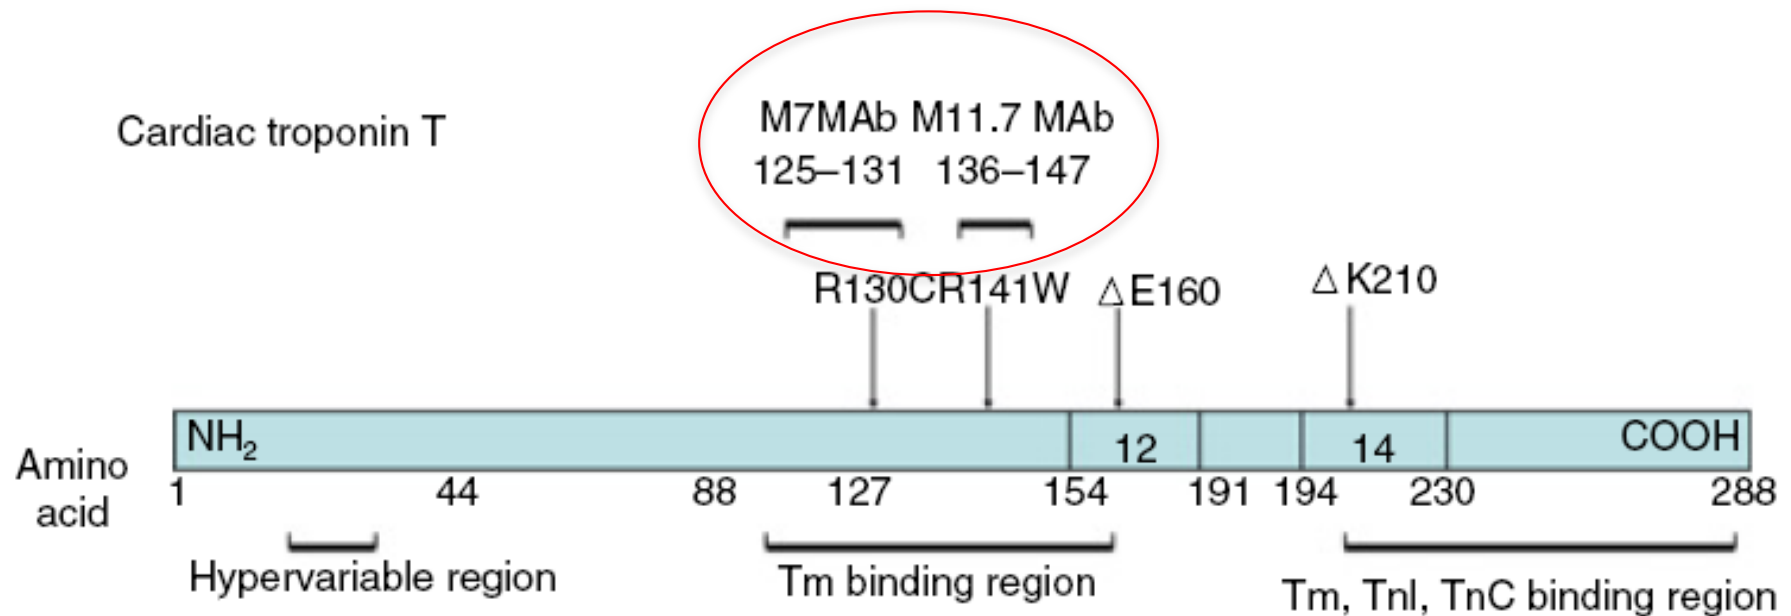 Cardiac troponin T
M7MAb M11.7 MAb
125–131 136–147
R130CR141W △E160 △K210
NH₂ 12 14 COOH
Amino acid
1 44 88 127 154 191 194 230 288
Hypervariable region
Tm binding region
Tm, TnI, TnC binding region